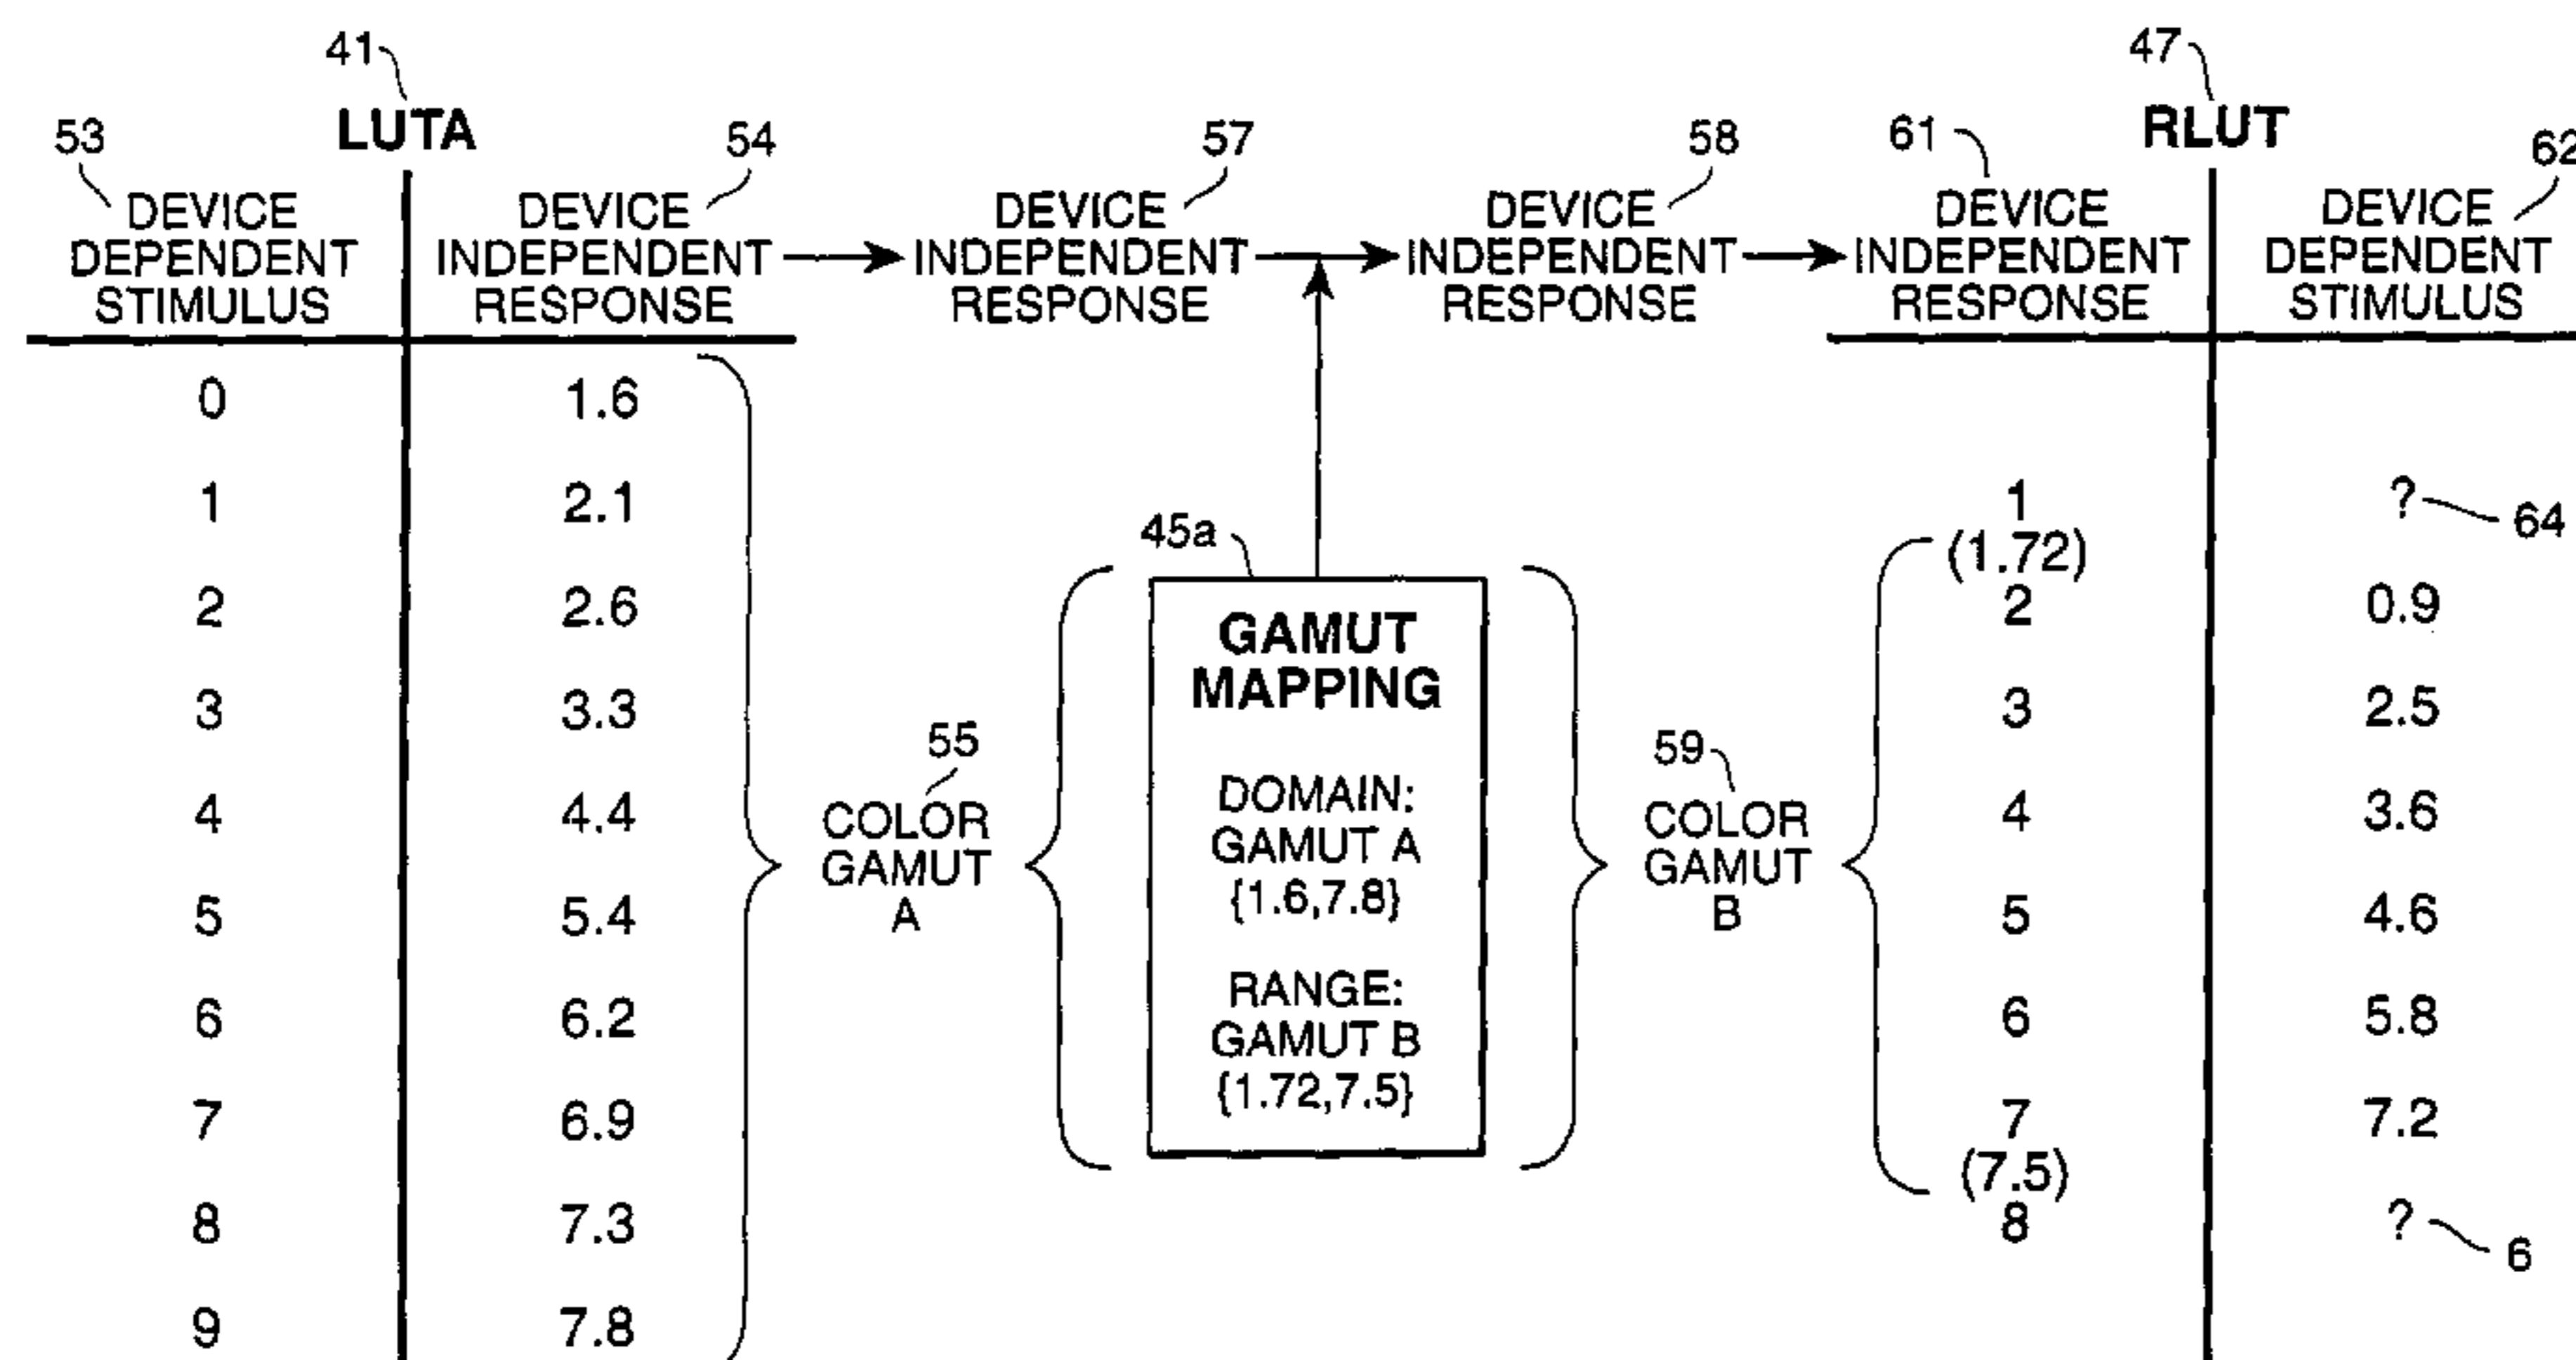 41
LUTA
53
54
57
58
61
47
RLUT
62
DEVICE
DEPENDENT
STIMULUS
DEVICE
INDEPENDENT
RESPONSE
DEVICE
INDEPENDENT
RESPONSE
DEVICE
INDEPENDENT
RESPONSE
DEVICE
INDEPENDENT
RESPONSE
DEVICE
DEPENDENT
STIMULUS
0 1.6
1 2.1
2 2.6
3 3.3
4 4.4
5 5.4
6 6.2
7 6.9
8 7.3
9 7.8
55
COLOR
GAMUT
A
45a
GAMUT
MAPPING
DOMAIN:
GAMUT A
{1.6,7.8}
RANGE:
GAMUT B
{1.72,7.5}
59
COLOR
GAMUT
B
1 ? 64
(1.72)
2 0.9
3 2.5
4 3.6
5 4.6
6 5.8
7 7.2
(7.5)
8 ? 6